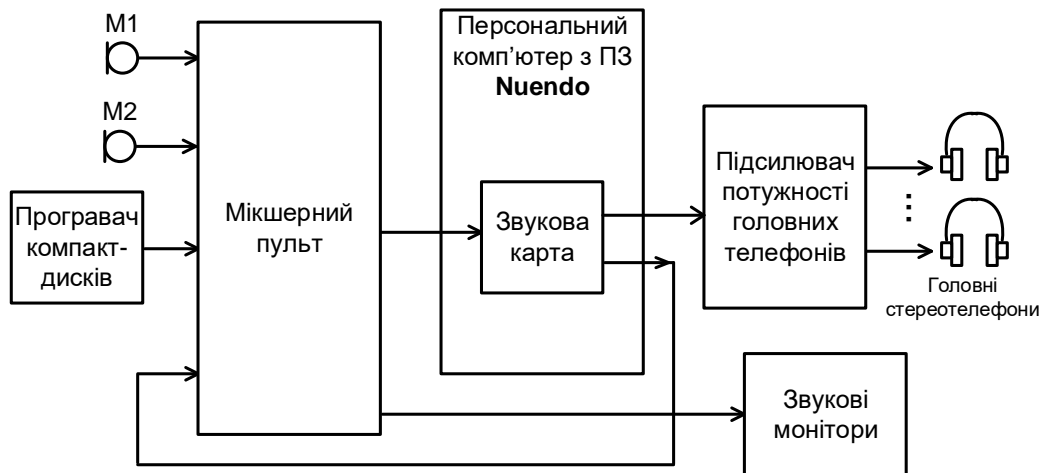 М1
М2
Програвач
компакт-
дисків
Мікшерний
пульт
Персональний
комп’ютер з ПЗ
Nuendo
Звукова
карта
Підсилювач
потужності
головних
телефонів
...
Головні
стереотелефони
Звукові
монітори